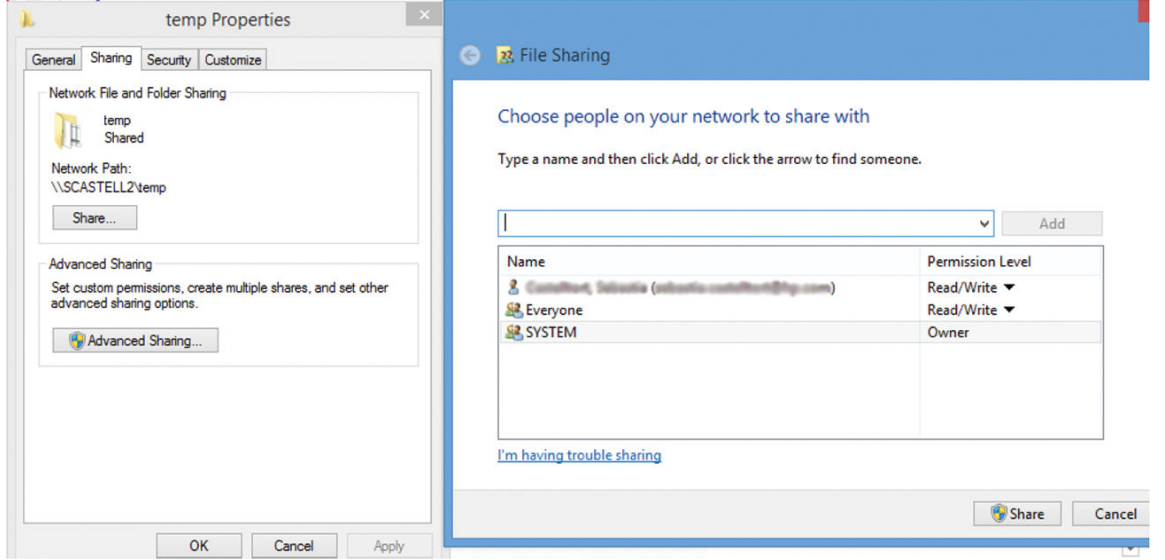 temp Properties
General Sharing Security Customize
Network File and Folder Sharing
temp
Shared
Network Path:
\\SCASTELL2\temp
Share...
Advanced Sharing
Set custom permissions, create multiple shares, and set other
advanced sharing options.
Advanced Sharing...
OK Cancel Apply
File Sharing
Choose people on your network to share with
Type a name and then click Add, or click the arrow to find someone.
Add
Name Permission Level
Read/Write
Everyone Read/Write
SYSTEM Owner
I'm having trouble sharing
Share Cancel